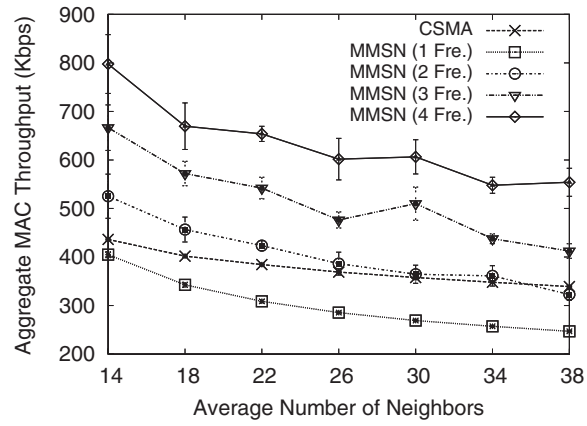 Aggregate MAC Throughput (Kbps)
900
800
700
600
500
400
300
200
CSMA
MMSN (1 Fre.)
MMSN (2 Fre.)
MMSN (3 Fre.)
MMSN (4 Fre.)
14 18 22 26 30 34 38
Average Number of Neighbors